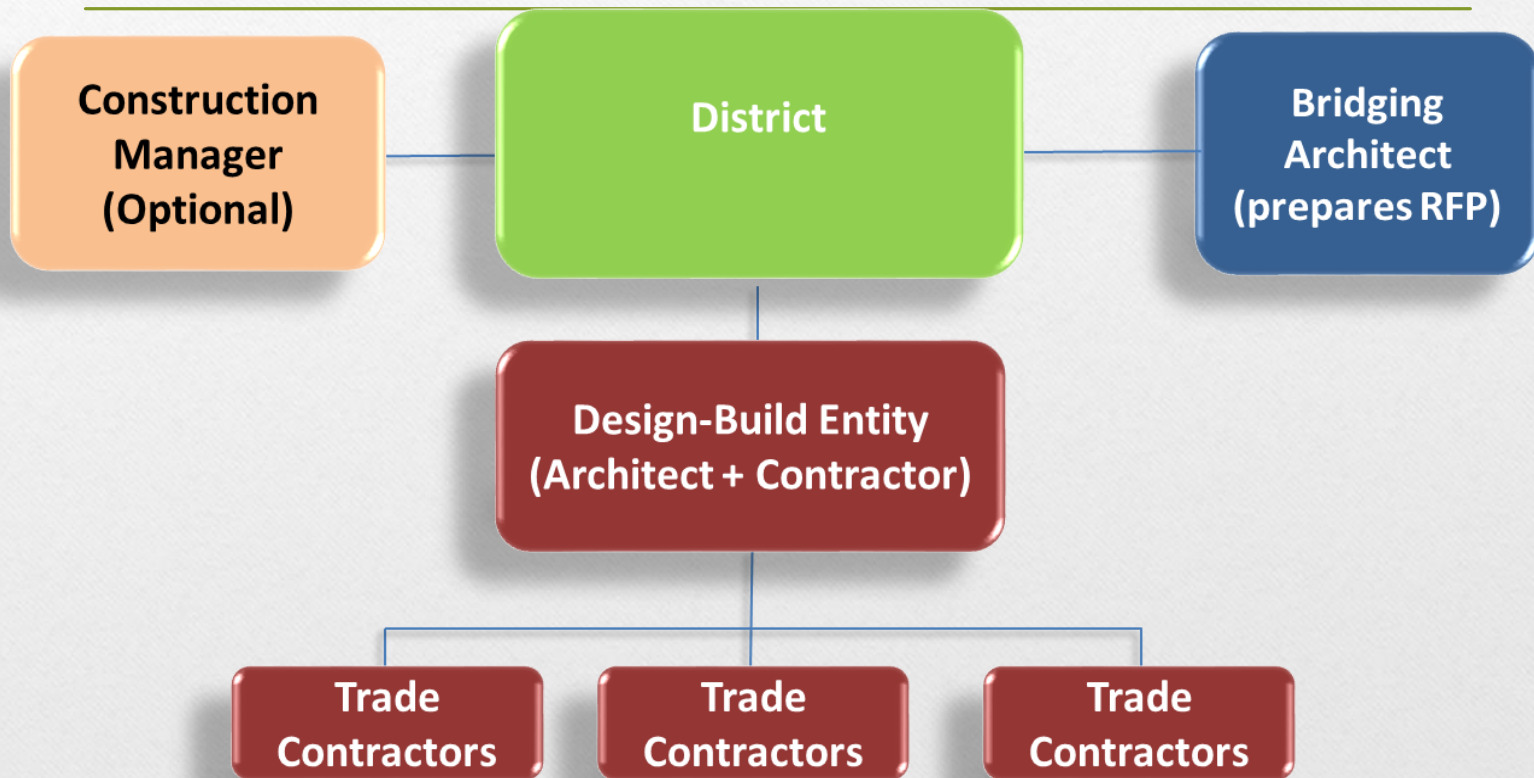 Construction
Manager
(Optional)
District
Bridging
Architect
(prepares RFP)
Design-Build Entity
(Architect + Contractor)
Trade
Contractors
Trade
Contractors
Trade
Contractors